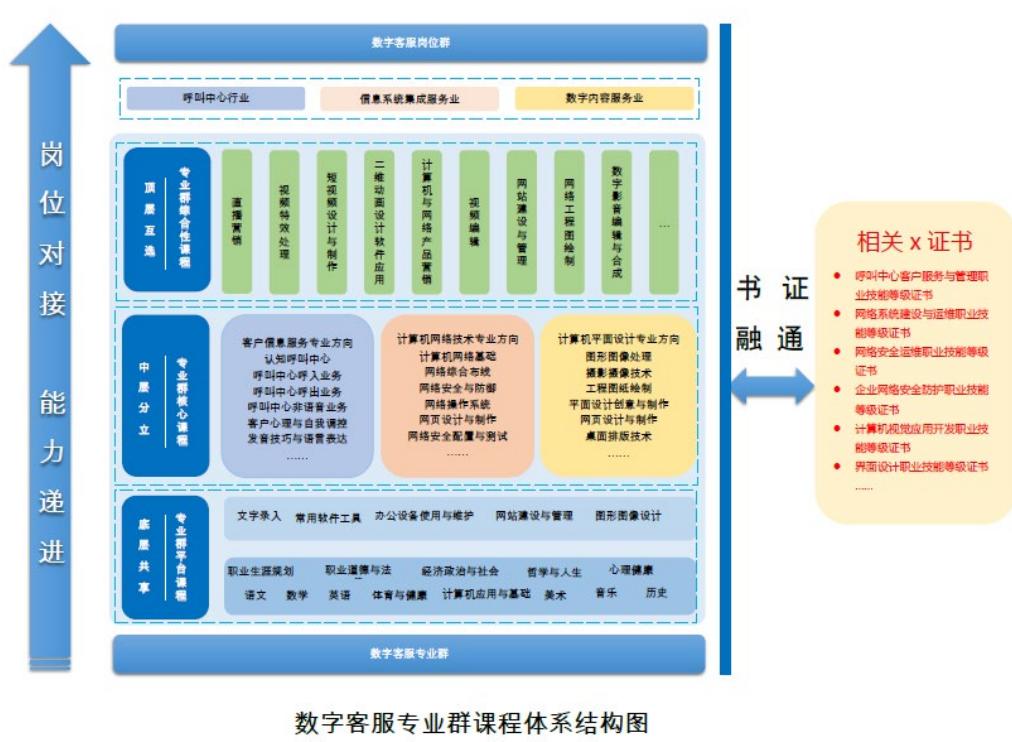 数字客服岗位群
呼叫中心行业
信息系统集成服务业
数字内容服务业
岗位对接 能力递进
顶层互选
专业群综合性课程
直播营销
视频特效处理
短视频设计与制作
二维动画设计软件应用
计算机与网络产品营销
视频编辑
网站建设与管理
网络工程图绘制
数字影音编辑与合成
…
中层分立
专业群核心课程
客户信息服务专业方向
认知呼叫中心
呼叫中心呼入业务
呼叫中心呼出业务
呼叫中心非语音业务
客户心理与自我调控
发音技巧与语言表达
……
计算机网络技术专业方向
计算机网络基础
网络综合布线
网络安全与防御
网络操作系统
网页设计与制作
网络安全配置与测试
……
计算机平面设计专业方向
图形图像处理
摄影摄像技术
工程图纸绘制
平面设计创意与制作
网页设计与制作
桌面排版技术
……
底层共享
专业群平台课程
文字录入 常用软件工具 办公设备使用与维护 网站建设与管理 图形图像设计
职业生涯规划 职业道德与法 经济政治与社会 哲学与人生 心理健康
语文 数学 英语 体育与健康 计算机应用与基础 美术 音乐 历史
数字客服专业群
书证
融通
相关x证书
● 呼叫中心客户服务与管理职
业技能等级证书
● 网络系统建设与运维职业技
能等级证书
● 网络安全运维职业技能等级
证书
● 企业网络安全防护职业技能
等级证书
● 计算机视觉应用开发职业技
能等级证书
● 界面设计职业技能等级证书
……
数字客服专业群课程体系结构图